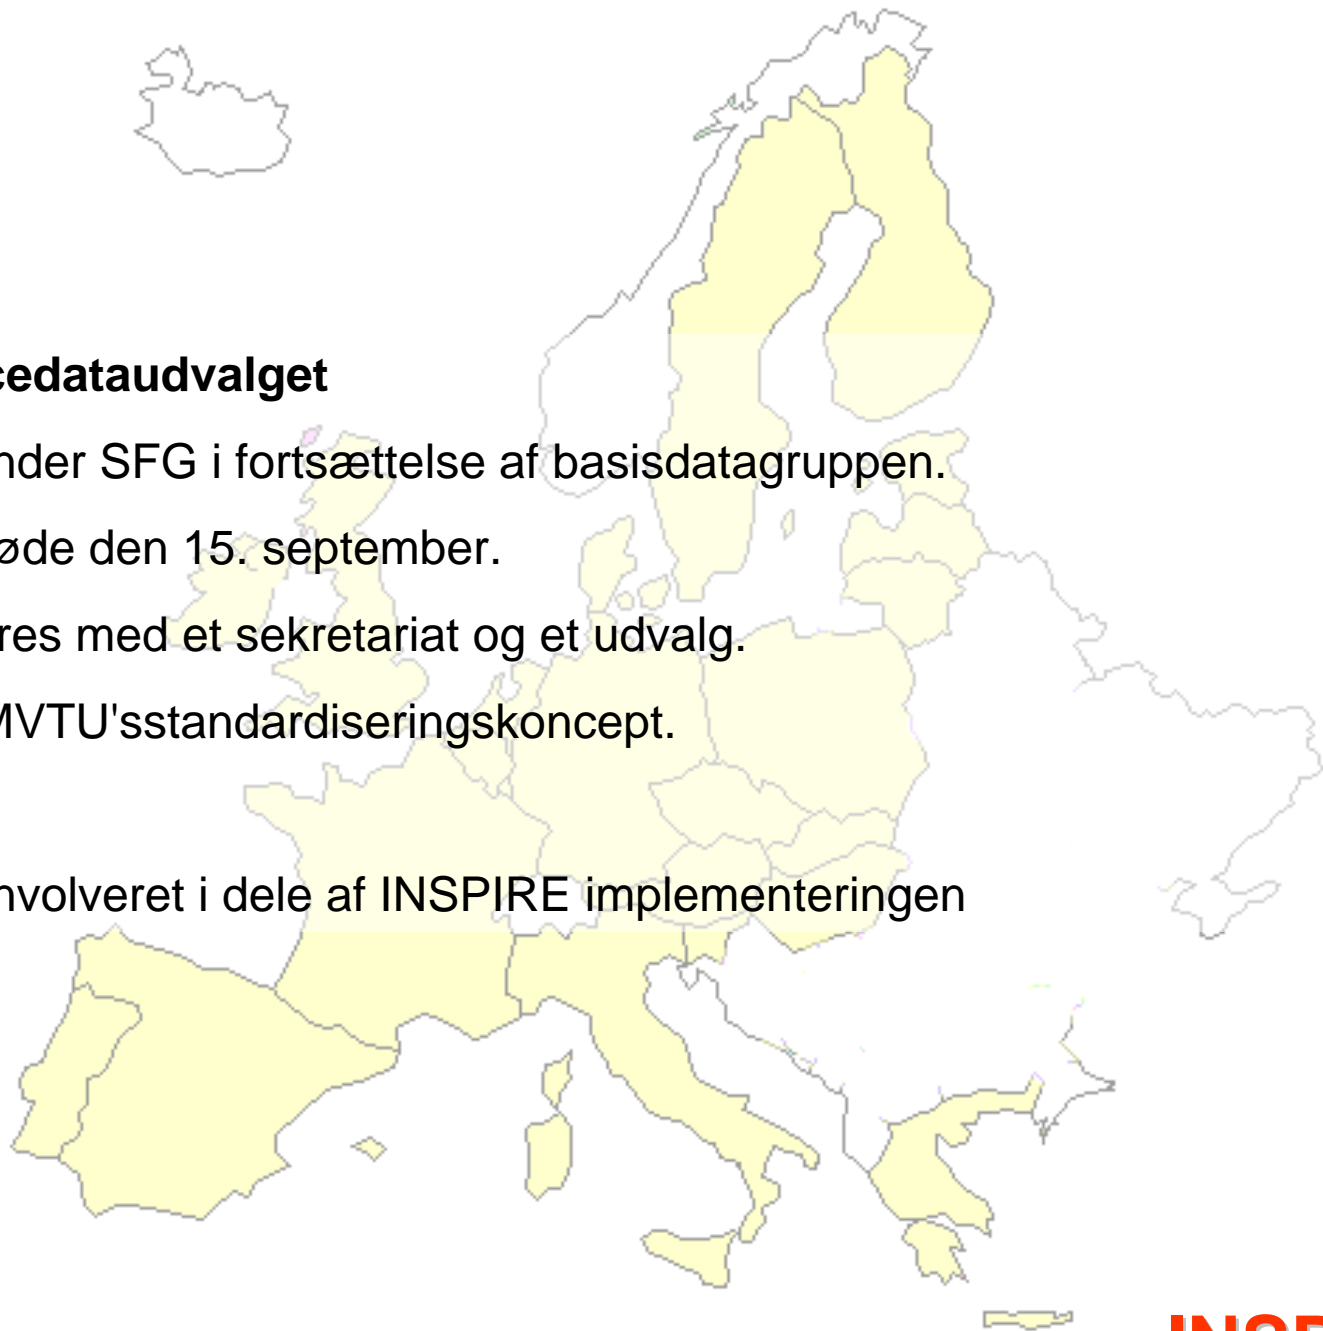 cedataudvalget
nder SFG i fortsættelse af basisdatagruppen.
øde den 15. september.
res med et sekretariat og et udvalg.
MVTU'sstandardiseringskoncept.
nvolveret i dele af INSPIRE implementeringen
INSP